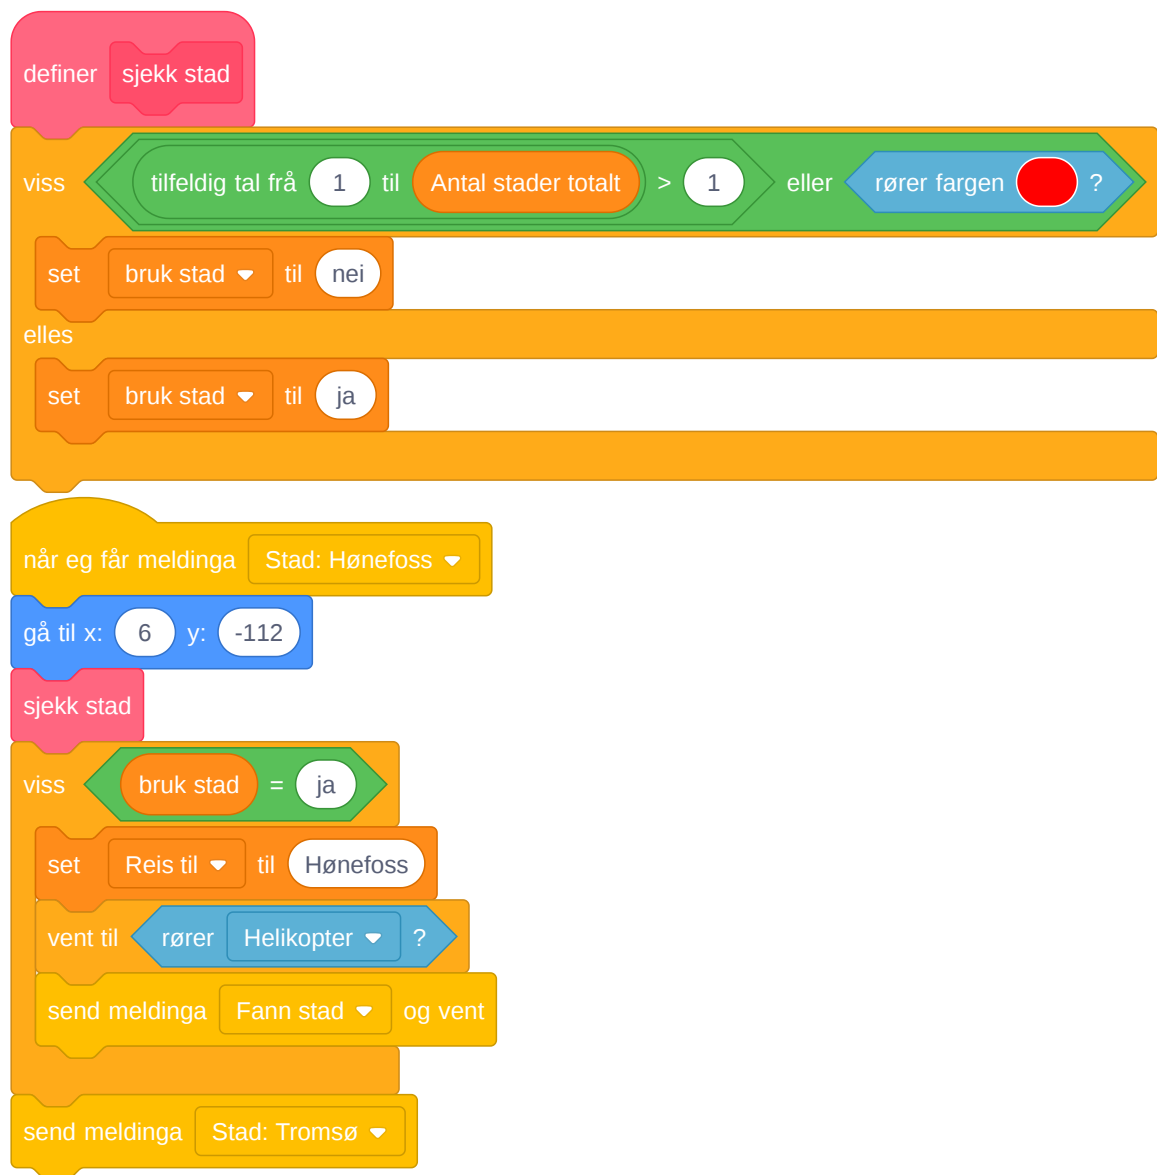 definer sjekk stad
viss tilfeldig tal frå 1 til Antal stader totalt > 1 eller rører fargen ?
set bruk stad til nei
elles
set bruk stad til ja
når eg får meldinga Stad: Hønefoss
gå til x: 6 y: -112
sjekk stad
viss bruk stad = ja
set Reis til til Hønefoss
vent til rører Helikopter ?
send meldinga Fann stad og vent
send meldinga Stad: Tromsø